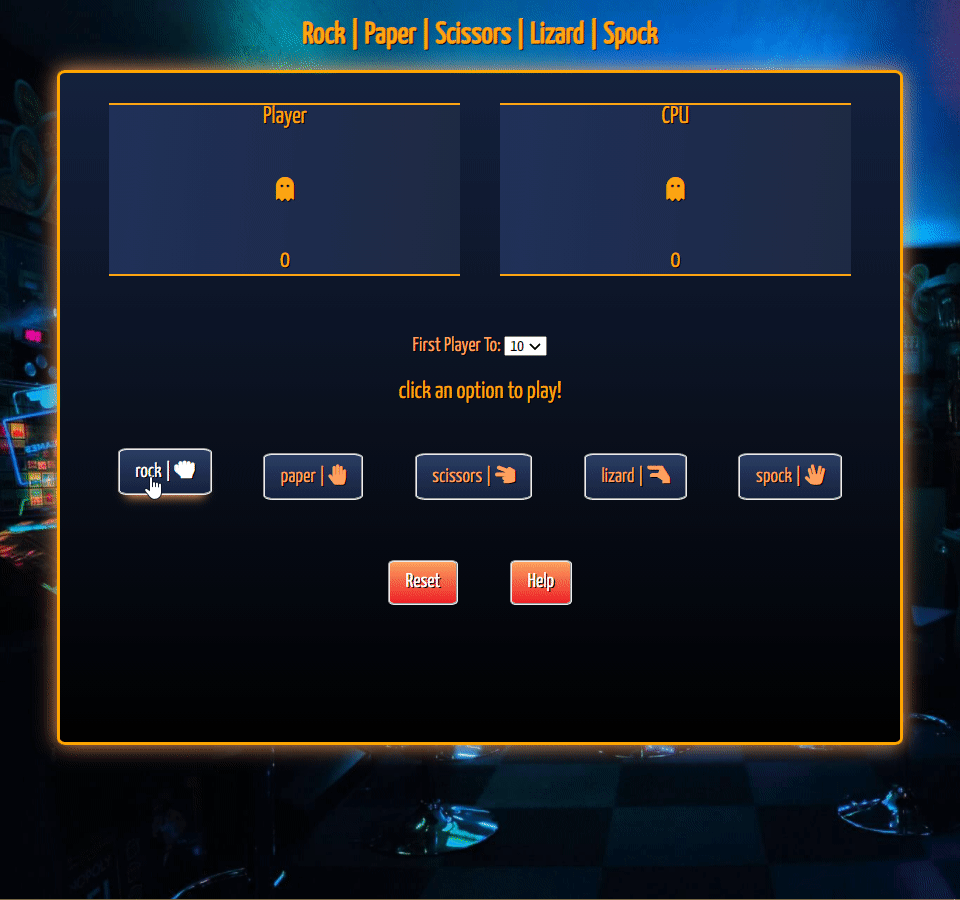 Rock | Paper | Scissors | Lizard | Spock
Player
CPU
0
0
First Player To: 10
click an option to play!
rock |
paper |
scissors |
lizard |
spock |
Reset
Help